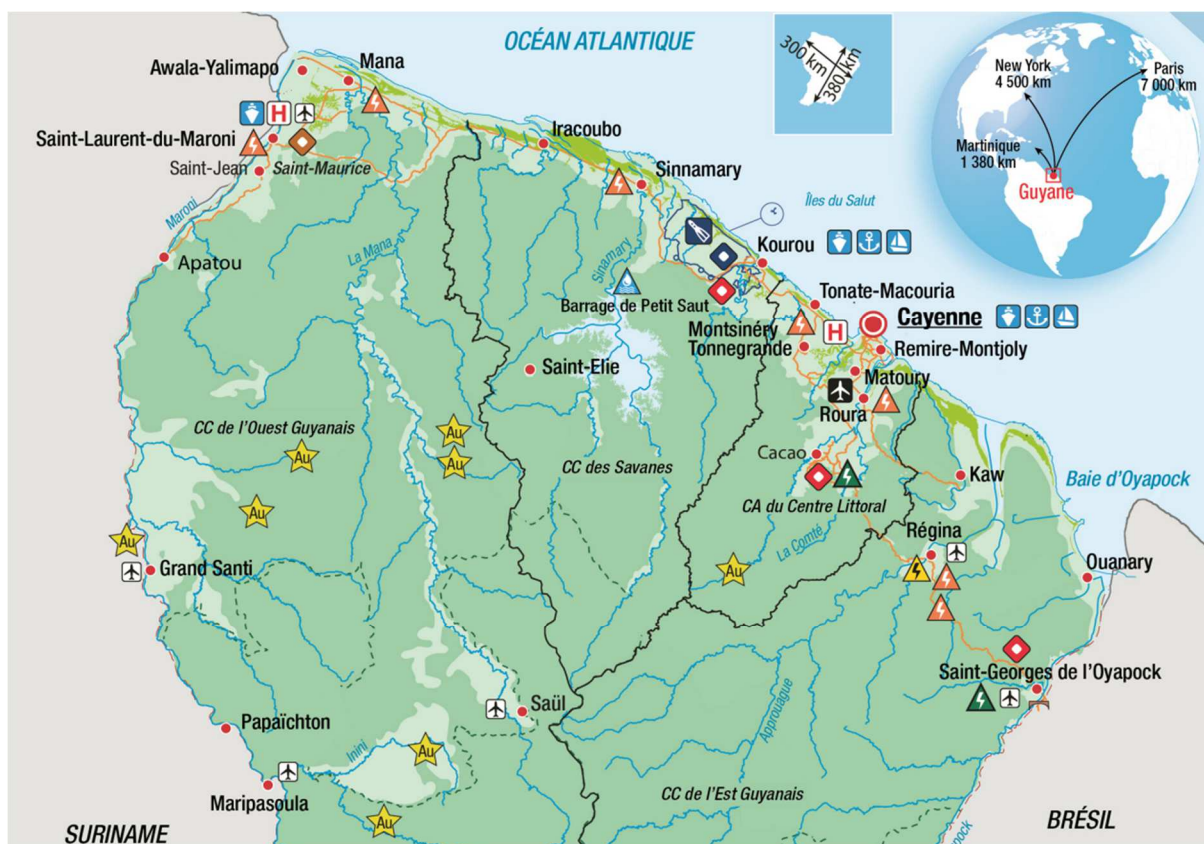 OCÉAN ATLANTIQUE
300 km
380 km
New York
4 500 km
Paris
7 000 km
Martinique
1 380 km
Guyane
Awala-Yalimapo
Mana
H
Saint-Laurent-du-Maroni
Saint-Jean
Saint-Maurice
Iracoubo
Sinnamary
Îles du Salut
Maroni
La Mana
Sinamary
Kourou
Apatou
Barrage de Petit Saut
Tonate-Macouria
Cayenne
Montsinéry
Tonnegrande
H
Remire-Montjoly
Saint-Elie
Matoury
Roura
CC de l'Ouest Guyanais
Au
Au
Au
Au
CC des Savanes
Cacao
Kaw
Baie d'Oyapock
CA du Centre Littoral
La Comté
Au
Au
Régina
Grand Santi
Ouanary
Saint-Georges de l'Oyapock
Saül
Approuague
Papaïchton
Inini
Au
Maripasoula
CC de l'Est Guyanais
Au
SURINAME
BRÉSIL
pock